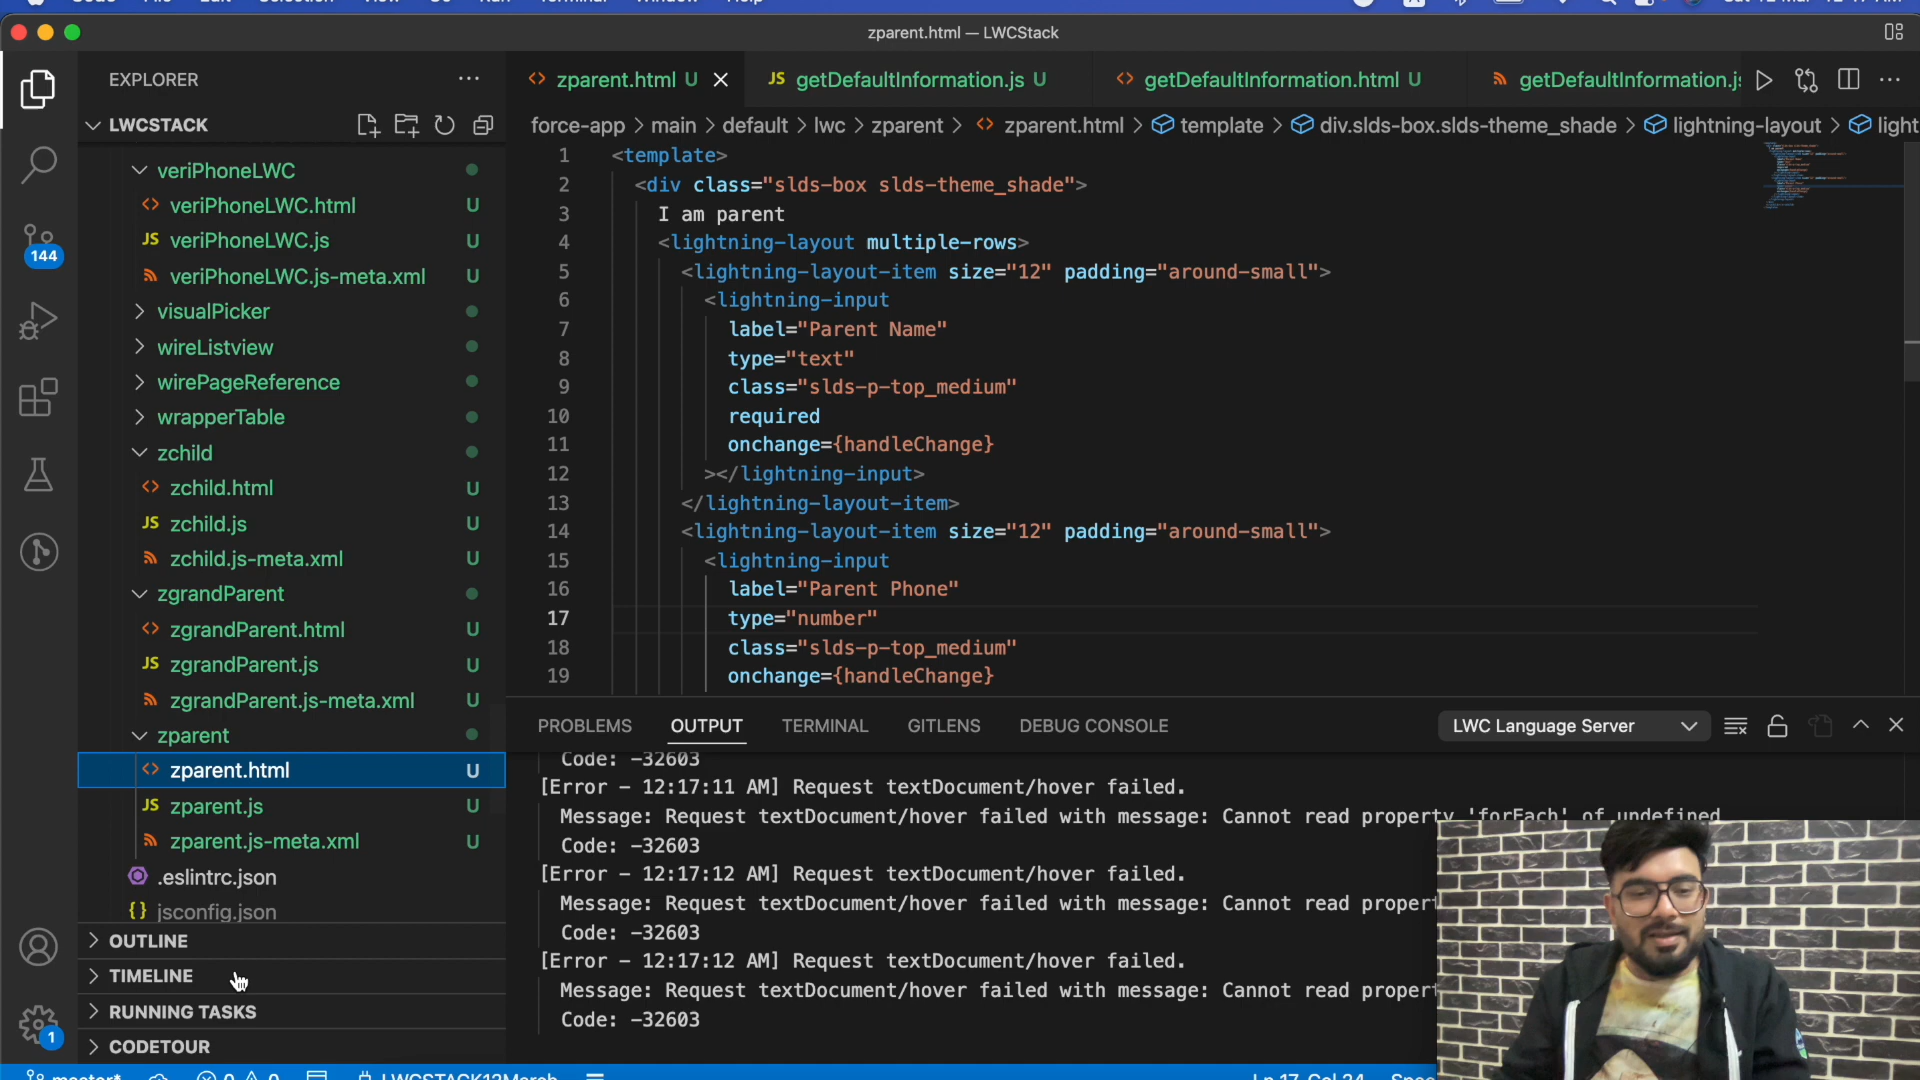 zparent.html — LWCStack
EXPLORER
LWCSTACK
veriPhoneLWC
veriPhoneLWC.html U
veriPhoneLWC.js U
veriPhoneLWC.js-meta.xml U
visualPicker
wireListview
wirePageReference
wrapperTable
zchild
zchild.html U
JS zchild.js U
zchild.js-meta.xml U
zgrandParent
zgrandParent.html U
JS zgrandParent.js U
zgrandParent.js-meta.xml U
zparent
zparent.html U
JS zparent.js U
zparent.js-meta.xml U
.eslintrc.json
{} jsconfig.json
OUTLINE
TIMELINE
RUNNING TASKS
CODETOUR
144
1
zparent.html U
JS getDefaultInformation.js U
getDefaultInformation.html U
getDefaultInformation.js
force-app > main > default > lwc > zparent > zparent.html > template > div.slds-box.slds-theme_shade > lightning-layout > light
1 <template>
2 <div class="slds-box slds-theme_shade">
3 I am parent
4 <lightning-layout multiple-rows>
5 <lightning-layout-item size="12" padding="around-small">
6 <lightning-input
7 label="Parent Name"
8 type="text"
9 class="slds-p-top_medium"
10 required
11 onchange={handleChange}
12 ></lightning-input>
13 </lightning-layout-item>
14 <lightning-layout-item size="12" padding="around-small">
15 <lightning-input
16 label="Parent Phone"
17 type="number"
18 class="slds-p-top_medium"
19 onchange={handleChange}
PROBLEMS OUTPUT TERMINAL GITLENS DEBUG CONSOLE
LWC Language Server
Code: -32603
[Error - 12:17:11 AM] Request textDocument/hover failed.
Message: Request textDocument/hover failed with message: Cannot read property 'forEach' of undefined
Code: -32603
[Error - 12:17:12 AM] Request textDocument/hover failed.
Message: Request textDocument/hover failed with message: Cannot read propert
Code: -32603
[Error - 12:17:12 AM] Request textDocument/hover failed.
Message: Request textDocument/hover failed with message: Cannot read propert
Code: -32603